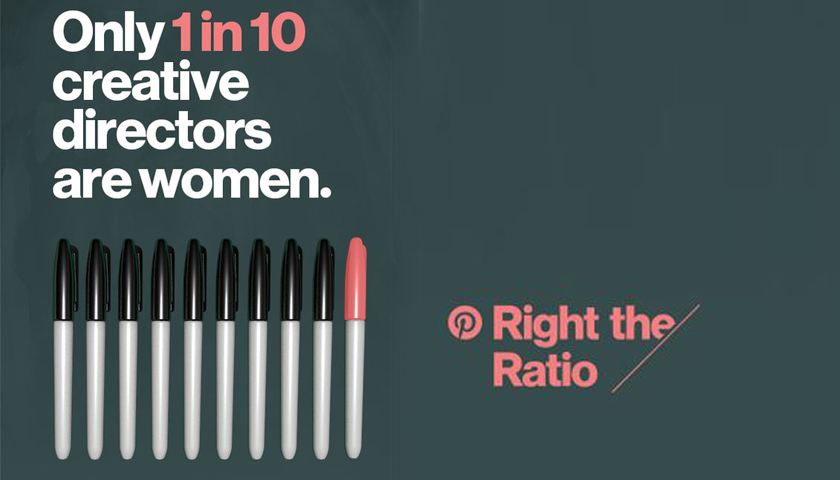 Only 1 in 10
creative
directors
are women.
Right the
Ratio